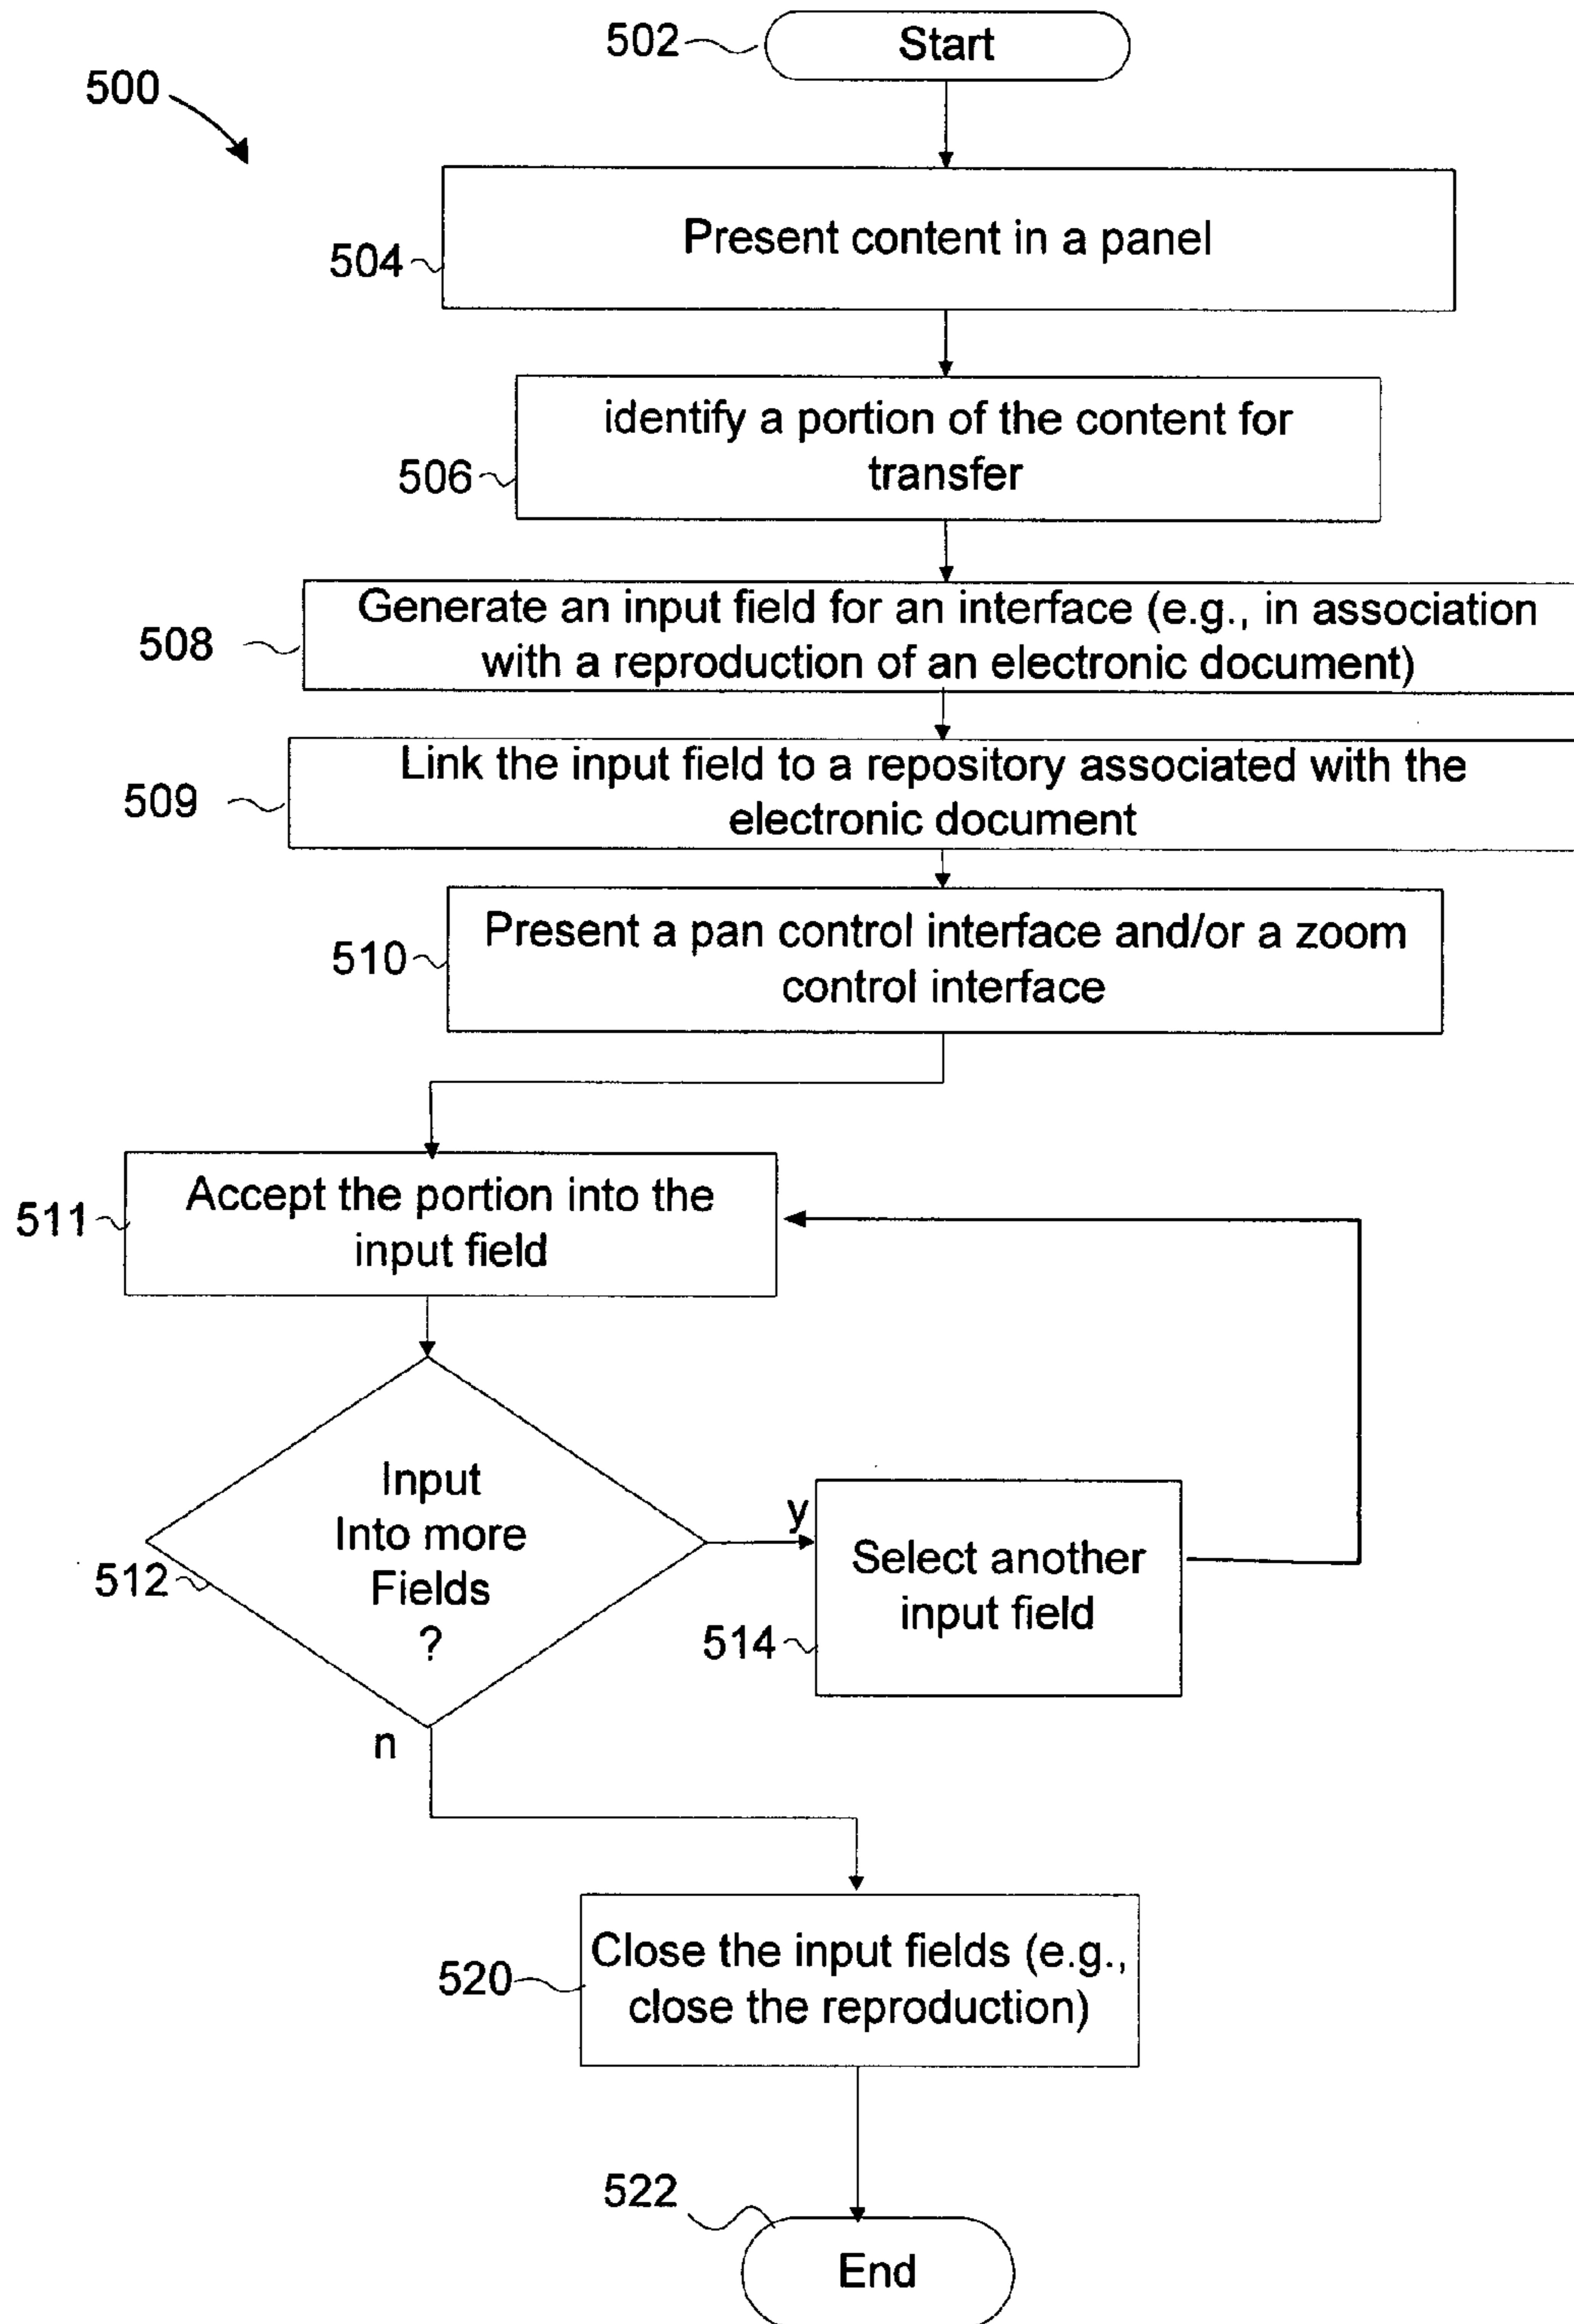 502
Start
500
Present content in a panel
504
identify a portion of the content for
transfer
506
Generate an input field for an interface (e.g., in association
with a reproduction of an electronic document)
508
Link the input field to a repository associated with the
electronic document
509
Present a pan control interface and/or a zoom
control interface
510
Accept the portion into the
input field
511
Input
Into more
Fields
?
512
y
Select another
input field
514
n
Close the input fields (e.g.,
close the reproduction)
520
522
End